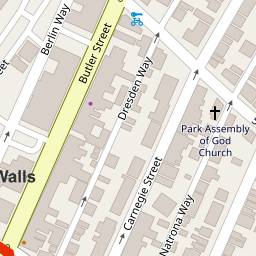 Berlin Way
Butler Street
Dresden Way
Park Assembly
of God
Church
Walls
Carnegie Street
Natrona Way